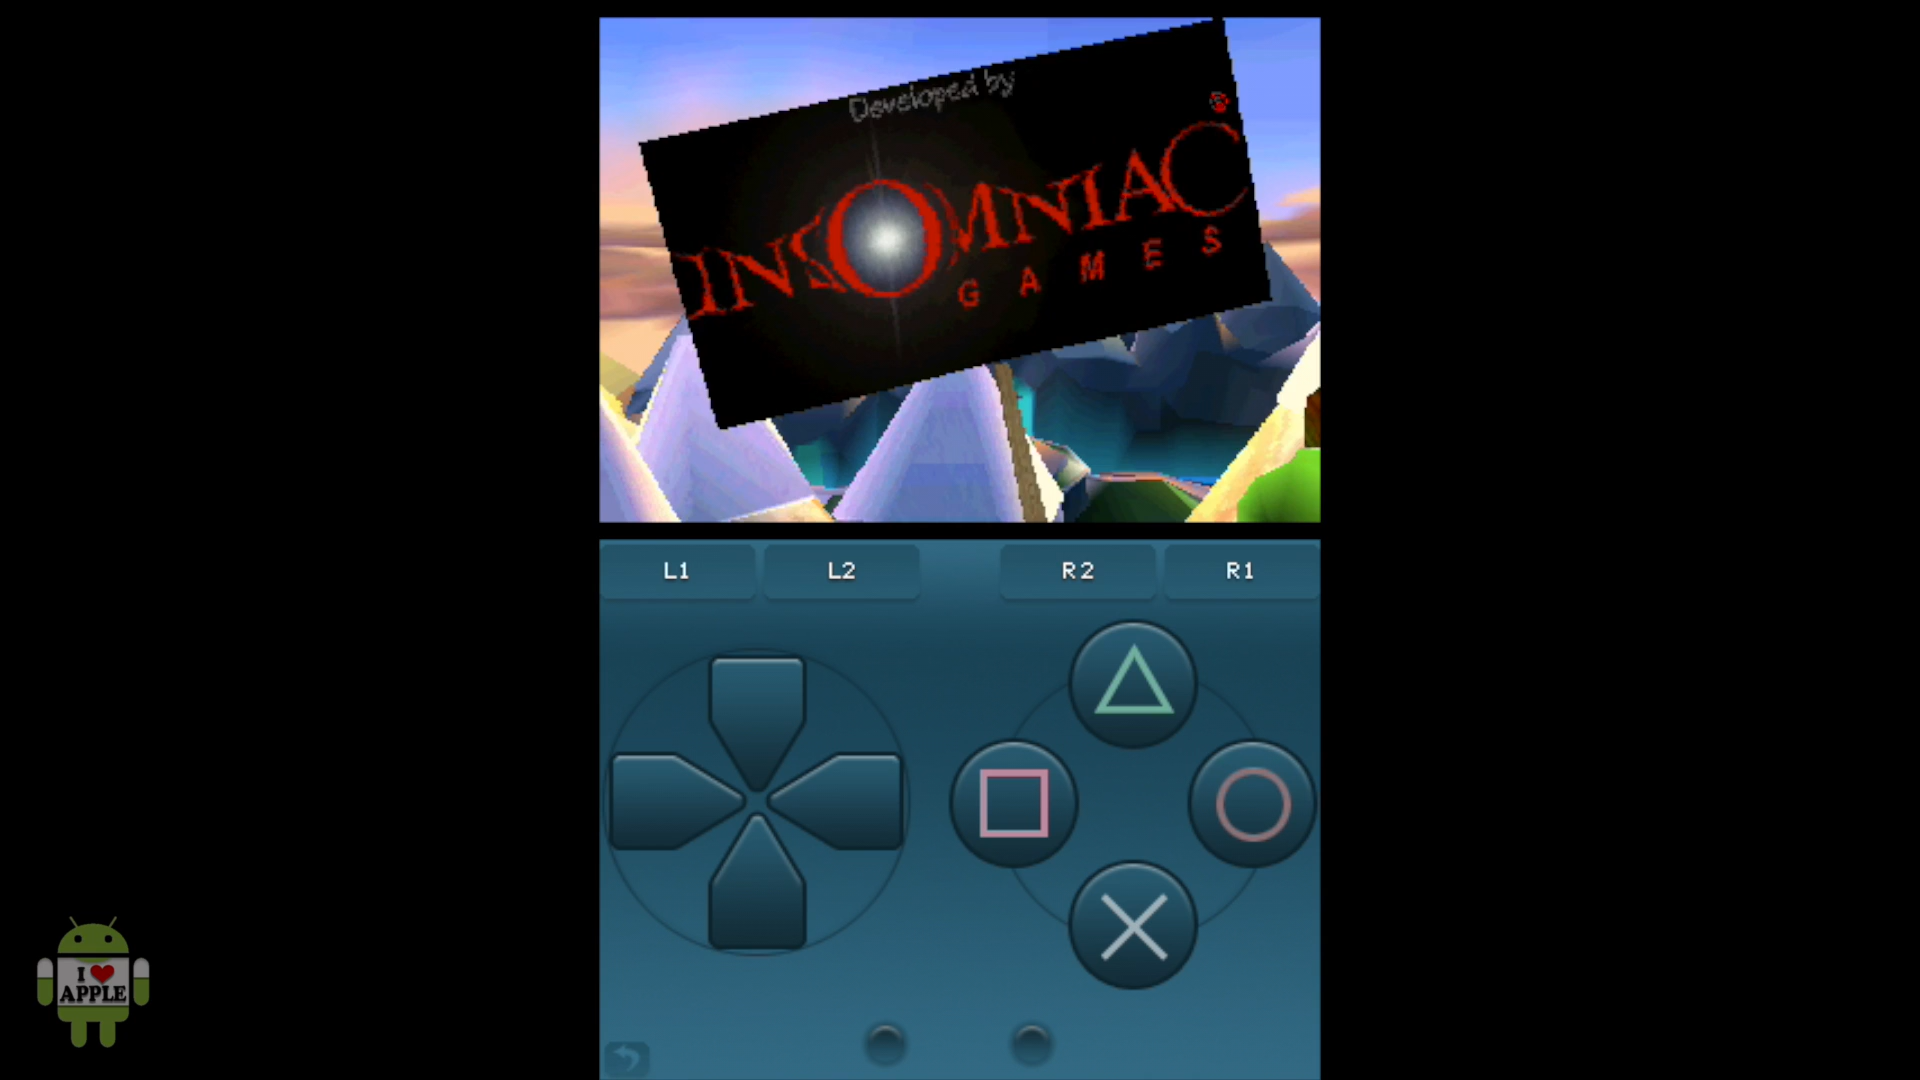 Developed by
®
INSOMNIAC
GAMES
L1 L2 R2 R1
I ❤
APPLE